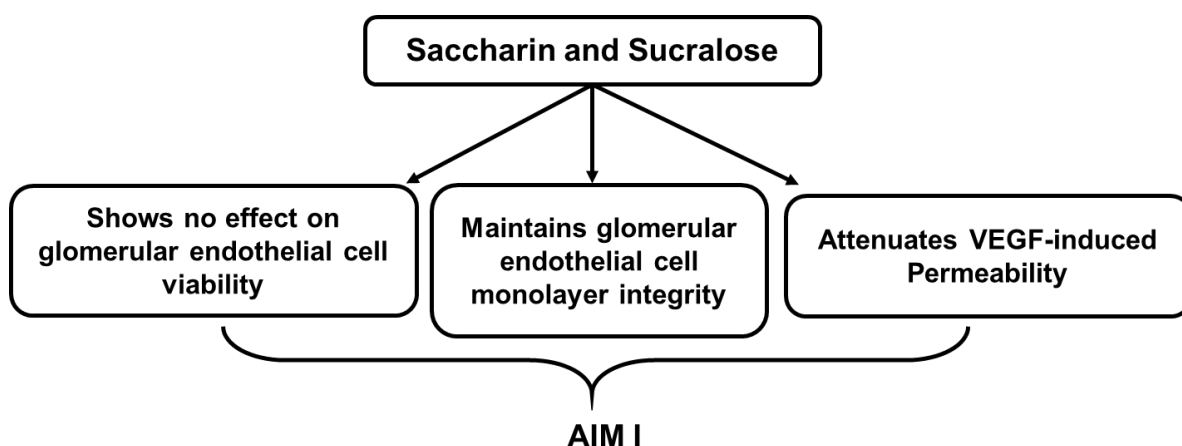 Saccharin and Sucralose
Shows no effect on
glomerular endothelial cell
viability
Maintains glomerular
endothelial cell
monolayer integrity
Attenuates VEGF-induced
Permeability
AIM I